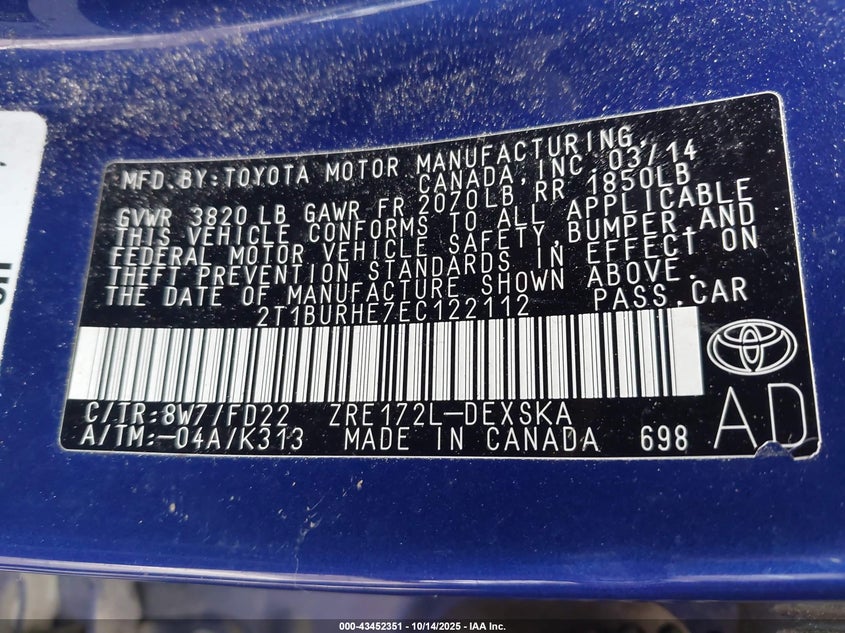 MFD.BY:TOYOTA MOTOR MANUFACTURING,
CANADA,INC. 03/14
GVWR 3820 LB GAWR FR 2070LB RR 1850LB
THIS VEHICLE CONFORMS TO ALL APPLICABLE
FEDERAL MOTOR VEHICLE SAFETY,BUMPER,AND
THEFT PREVENTION STANDARDS IN EFFECT ON
THE DATE OF MANUFACTURE SHOWN ABOVE.
2T1BURHE7EC122112 PASS.CAR
C/TR:8W7/FD22 ZRE172L-DEXSKA
A/TM:-04A/K313 MADE IN CANADA 698
AD
000-43452351 | 10/14/2025 - IAA Inc.